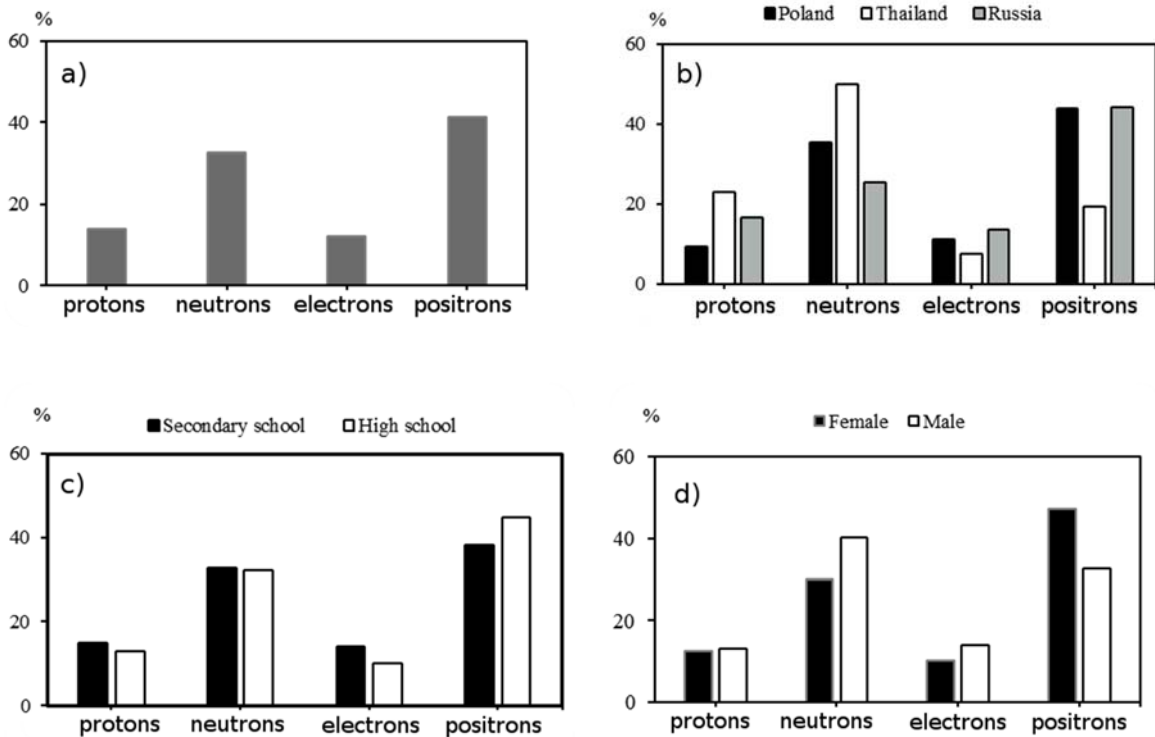 %
60
a)
40
20
0
protons neutrons electrons positrons
Poland Thailand Russia
%
60
b)
40
20
0
protons neutrons electrons positrons
Secondary school High school
%
60
c)
40
20
0
protons neutrons electrons positrons
Female Male
%
60
d)
40
20
0
protons neutrons electrons positrons